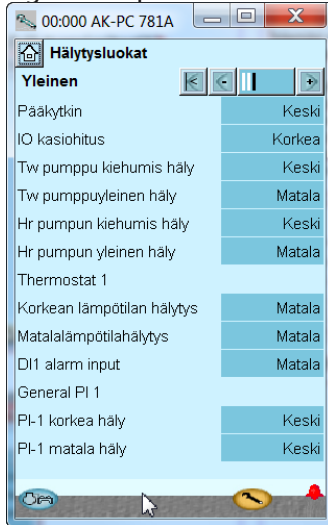 00:000 AK-PC 781A
Hälytysluokat
Yleinen
Pääkytkin Keski
IO kasiohitus Korkea
Tw pumppu kiehumis häly Keski
Tw pumppuyleinen häly Matala
Hr pumpun kiehumis häly Keski
Hr pumpun yleinen häly Matala
Thermostat 1
Korkean lämpötilan hälytys Matala
Matalalämpötilahälytys Matala
DI1 alarm input Matala
General PI 1
PI-1 korkea häly Keski
PI-1 matala häly Keski